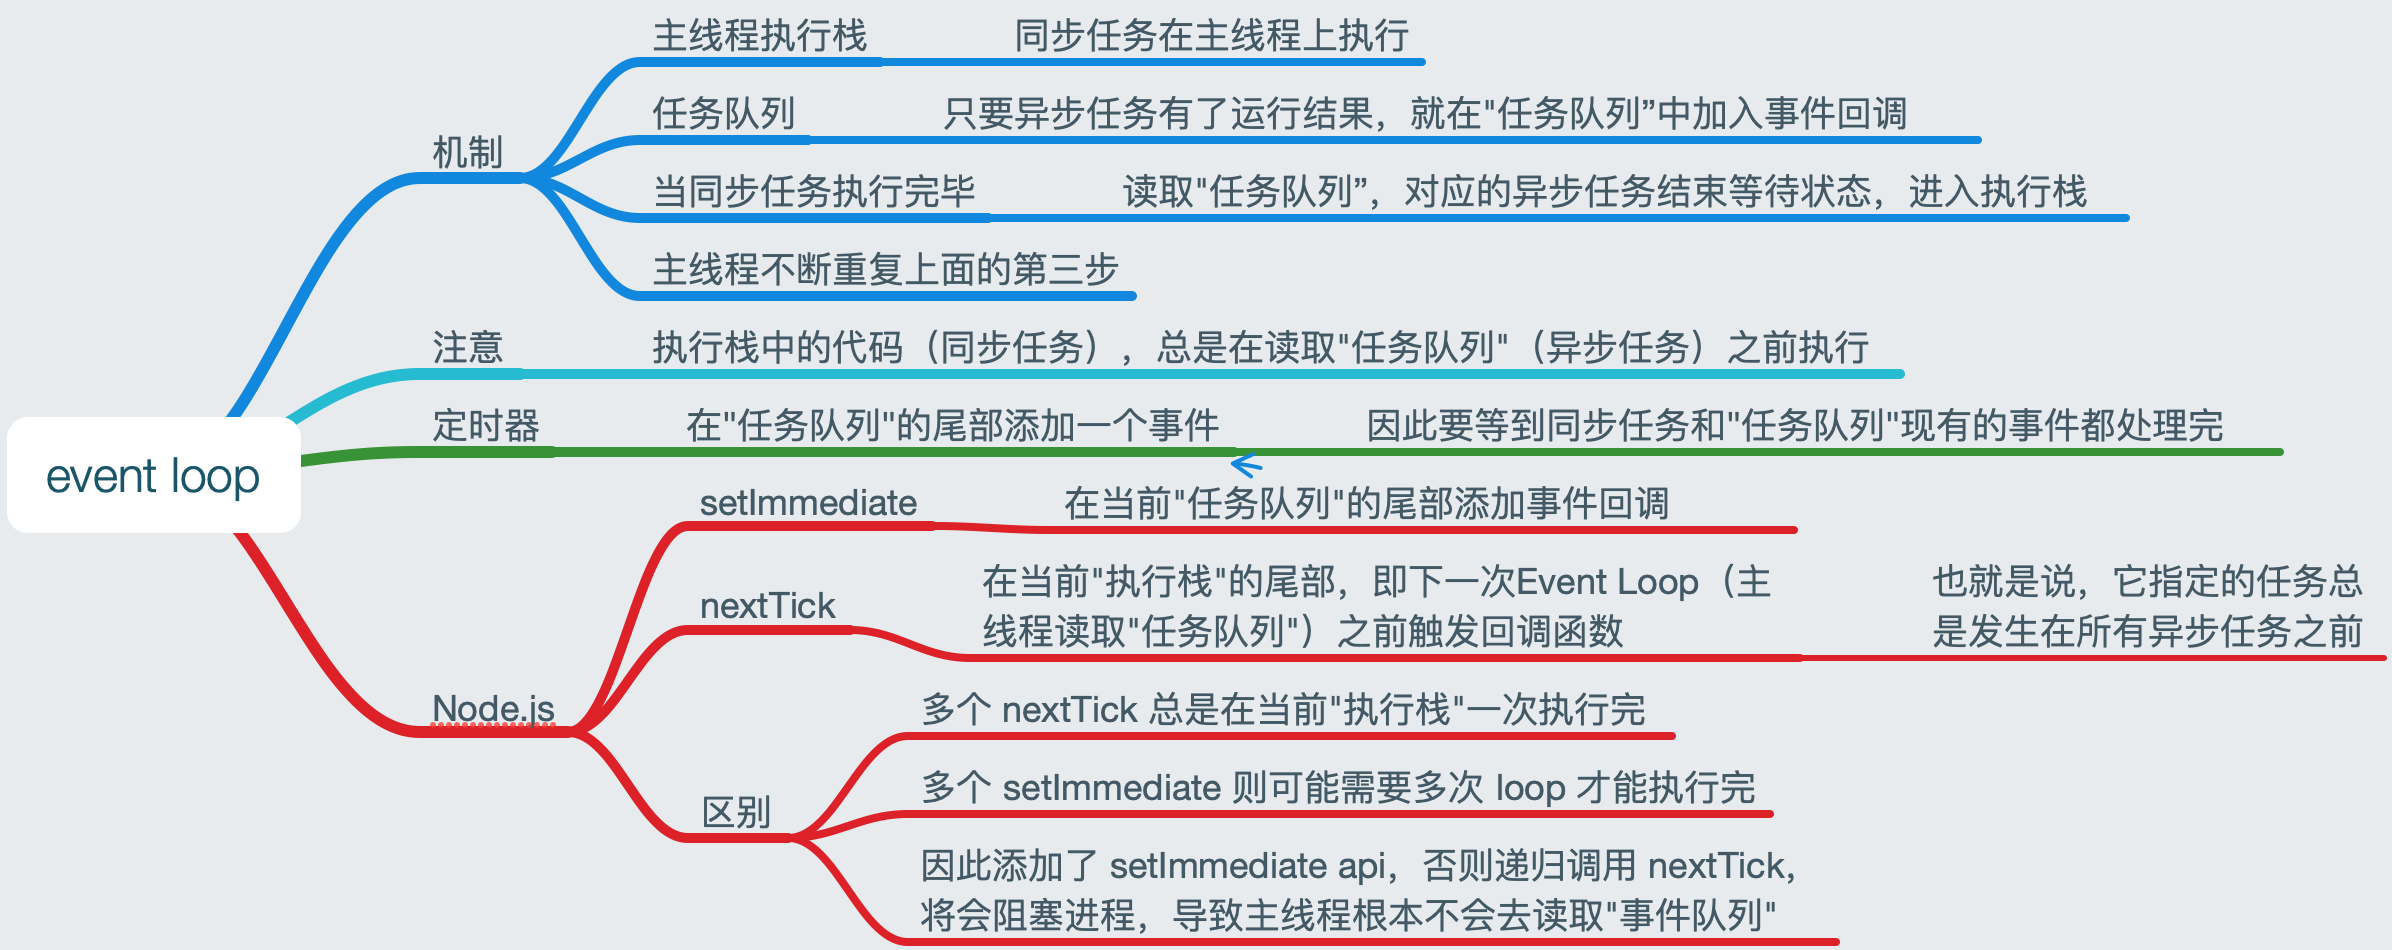 event loop
机制
主线程执行栈
同步任务在主线程上执行
任务队列
只要异步任务有了运行结果，就在"任务队列”中加入事件回调
当同步任务执行完毕
读取"任务队列”，对应的异步任务结束等待状态，进入执行栈
主线程不断重复上面的第三步
注意
执行栈中的代码（同步任务），总是在读取"任务队列"（异步任务）之前执行
定时器
在"任务队列"的尾部添加一个事件
因此要等到同步任务和"任务队列"现有的事件都处理完
Node.js
setImmediate
在当前"任务队列"的尾部添加事件回调
nextTick
在当前"执行栈"的尾部，即下一次Event Loop（主
线程读取"任务队列"）之前触发回调函数
也就是说，它指定的任务总
是发生在所有异步任务之前
区别
多个 nextTick 总是在当前"执行栈"一次执行完
多个 setImmediate 则可能需要多次 loop 才能执行完
因此添加了 setImmediate api，否则递归调用 nextTick，
将会阻塞进程，导致主线程根本不会去读取"事件队列"